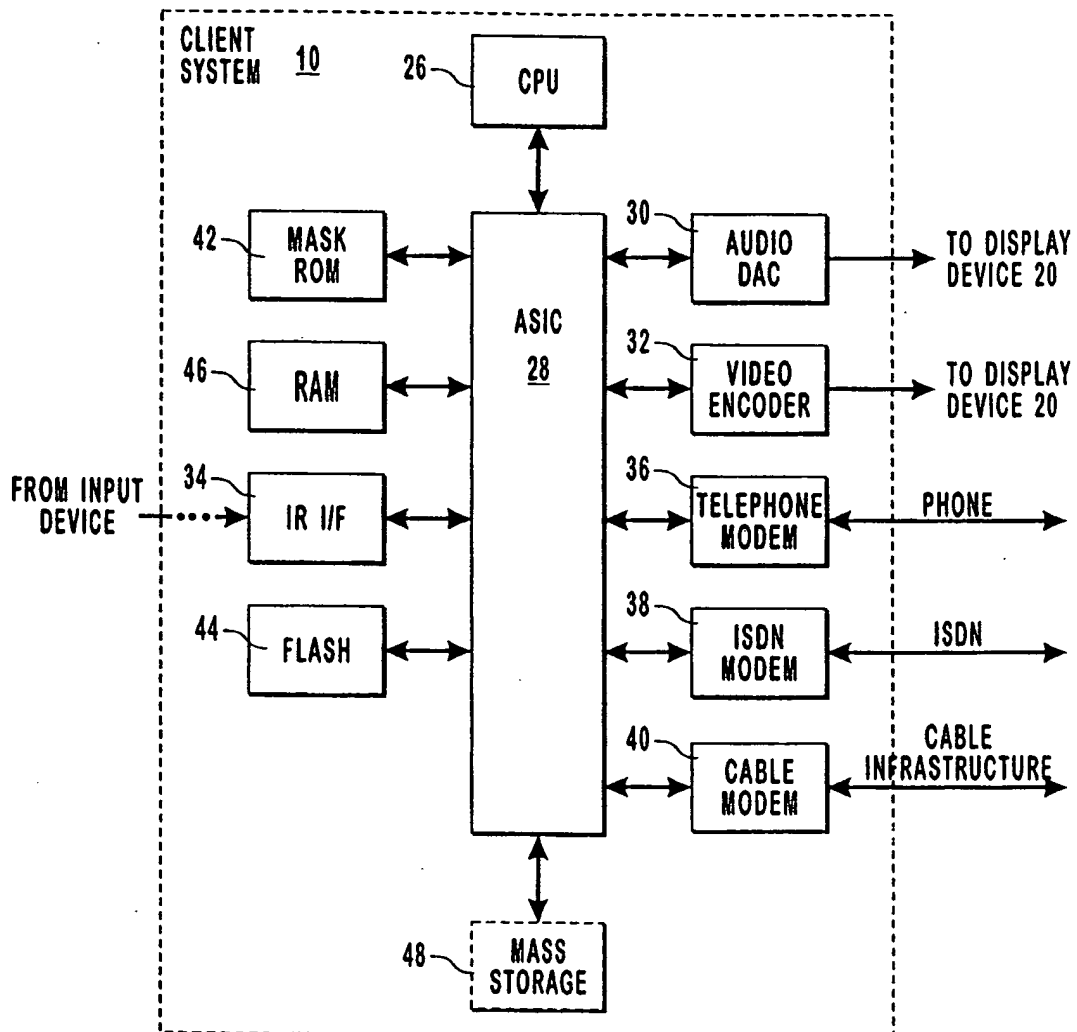 CLIENT
SYSTEM 10
26
CPU
42
MASK
ROM
30
AUDIO
DAC
TO DISPLAY
DEVICE 20
ASIC
28
46
RAM
32
VIDEO
ENCODER
TO DISPLAY
DEVICE 20
FROM INPUT
DEVICE
34
IR I/F
36
TELEPHONE
MODEM
PHONE
44
FLASH
38
ISDN
MODEM
ISDN
40
CABLE
MODEM
CABLE
INFRASTRUCTURE
48
MASS
STORAGE